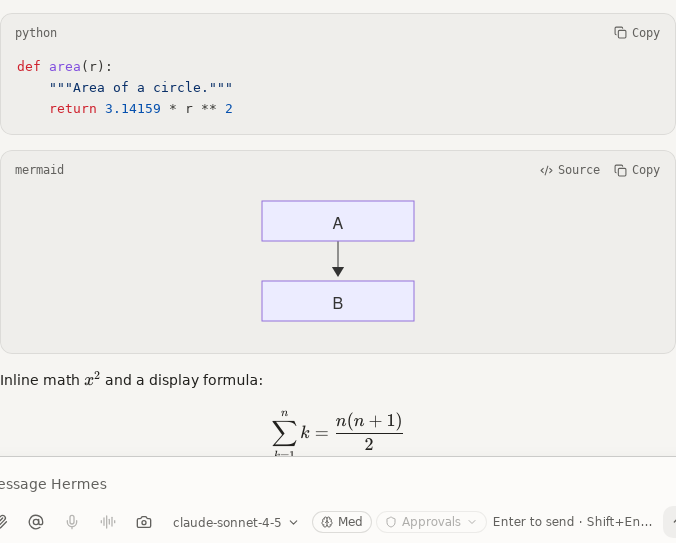 python
Copy
def area(r):
    """Area of a circle."""
    return 3.14159 * r ** 2
mermaid
Source
Copy
A
B
Inline math x² and a display formula:
n
∑ k = n(n + 1)
2
k=1
essage Hermes
claude-sonnet-4-5
Med
Approvals
Enter to send · Shift+En…